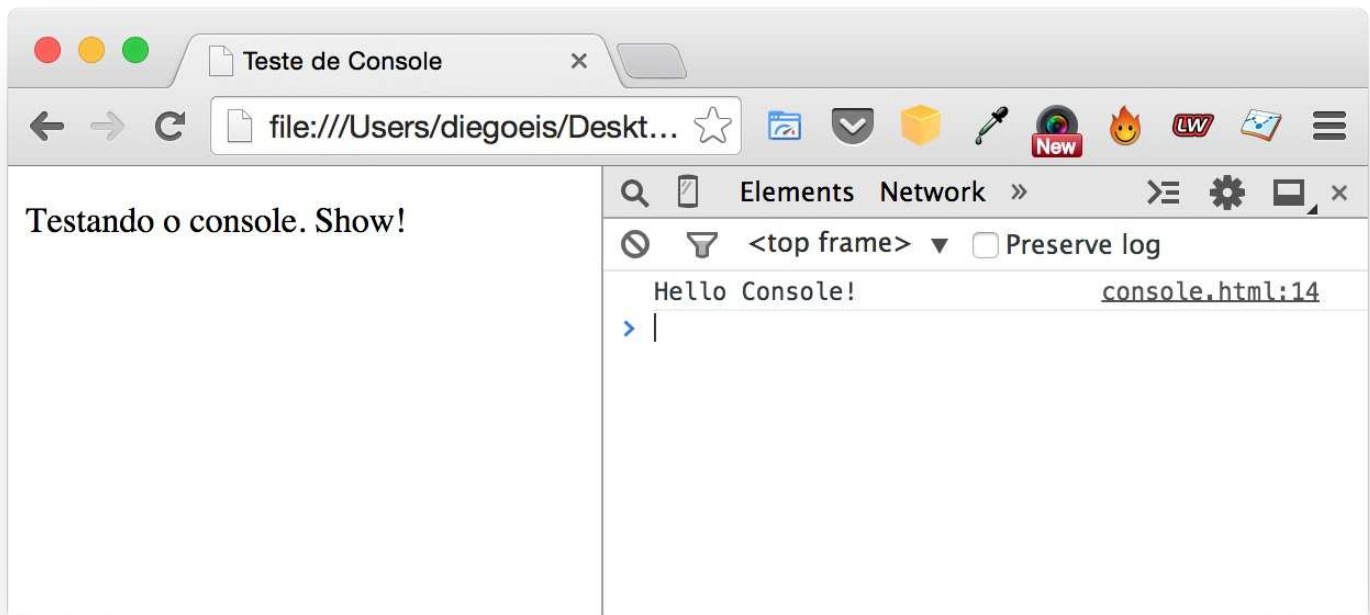 Teste de Console ×
file:///Users/diegoeis/Deskt...
New
LW
Testando o console. Show!
Elements Network »
<top frame> ▼ Preserve log
Hello Console! console.html:14
>